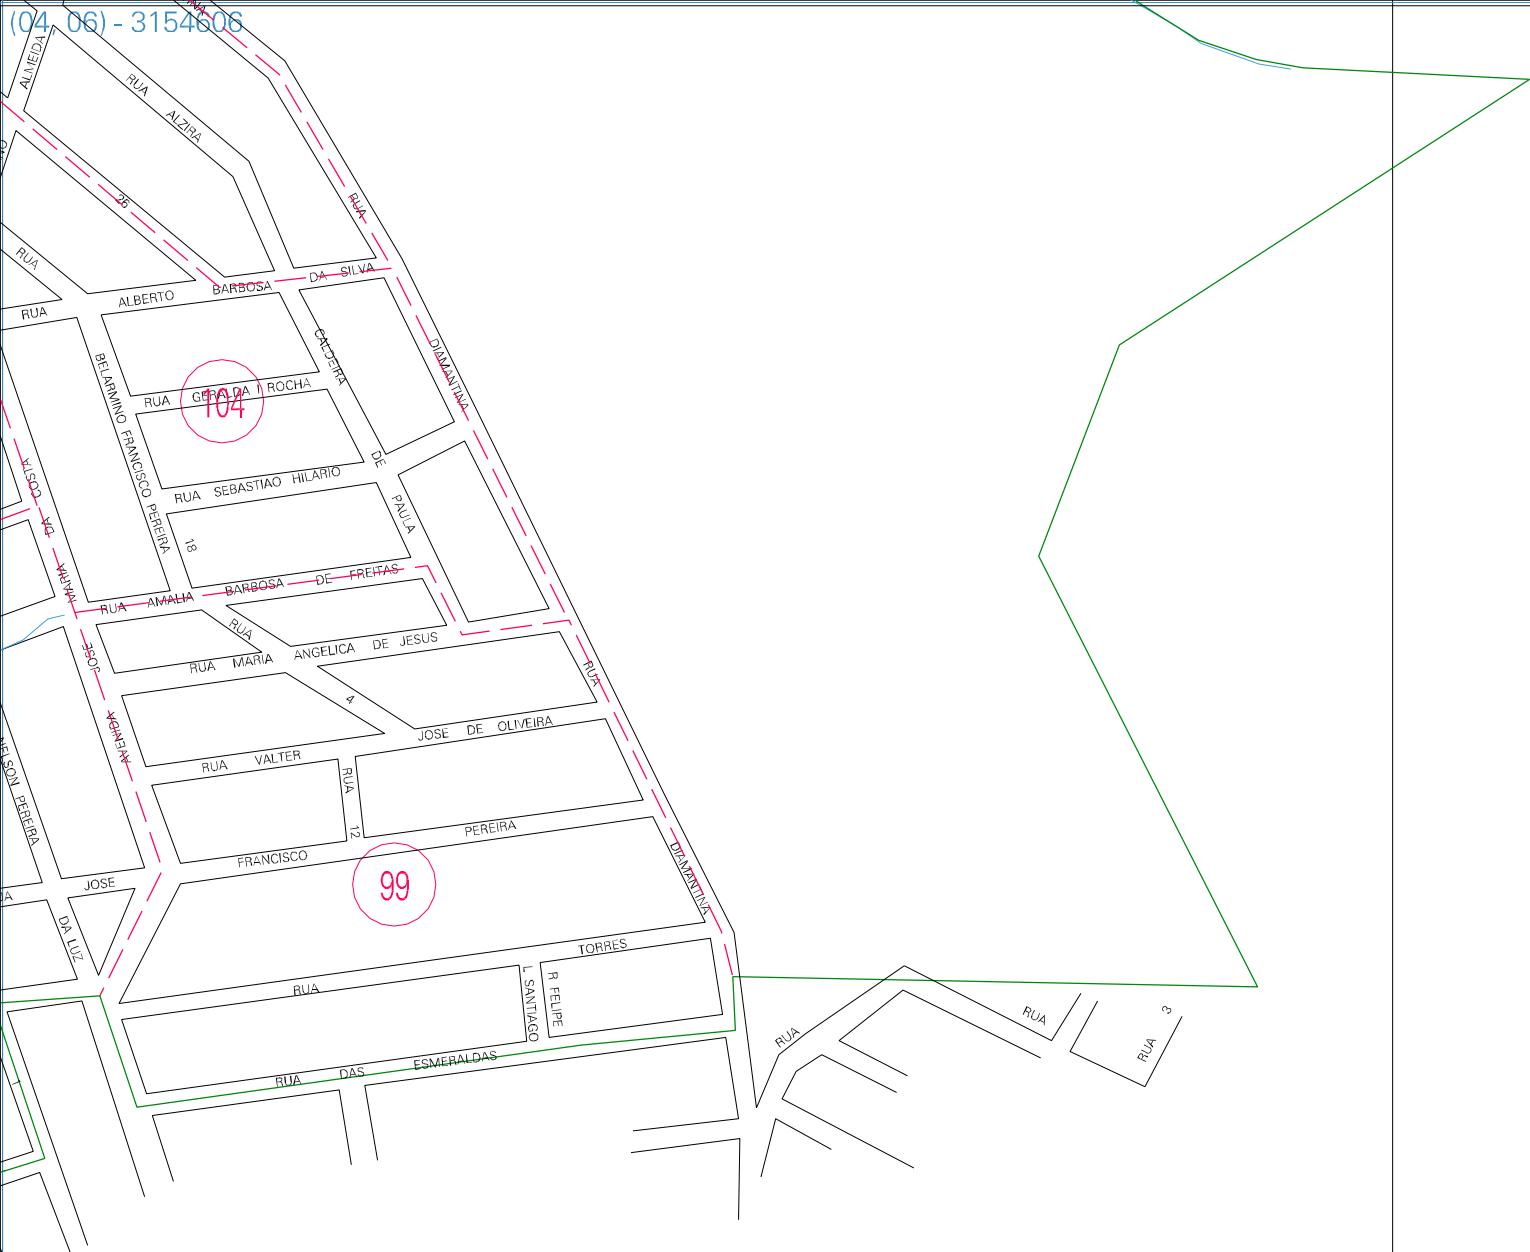 (04, 06) - 3154606
ALMEIDA
RUA ALZIRA
26
RUA
RUA
RUA ALBERTO BARBOSA DA SILVA
CALDEIRA DE PAULA
DIAMANTINA
BELARMINO FRANCISCO PEREIRA
RUA GERALDA I ROCHA
104
RUA SEBASTIAO HILARIO
18
COSTA
DA
MARIA
JOSE
AVENIDA
RUA AMALIA BARBOSA DE FREITAS
RUA
4
RUA MARIA ANGELICA DE JESUS
RUA
DIAMANTINA
RUA VALTER JOSE DE OLIVEIRA
RUA 12
NELSON PEREIRA
FRANCISCO PEREIRA
99
JOSE
DA LUZ
RUA TORRES
L SANTIAGO
R FELIPE
RUA DAS ESMERALDAS
RUA
RUA
RUA 3